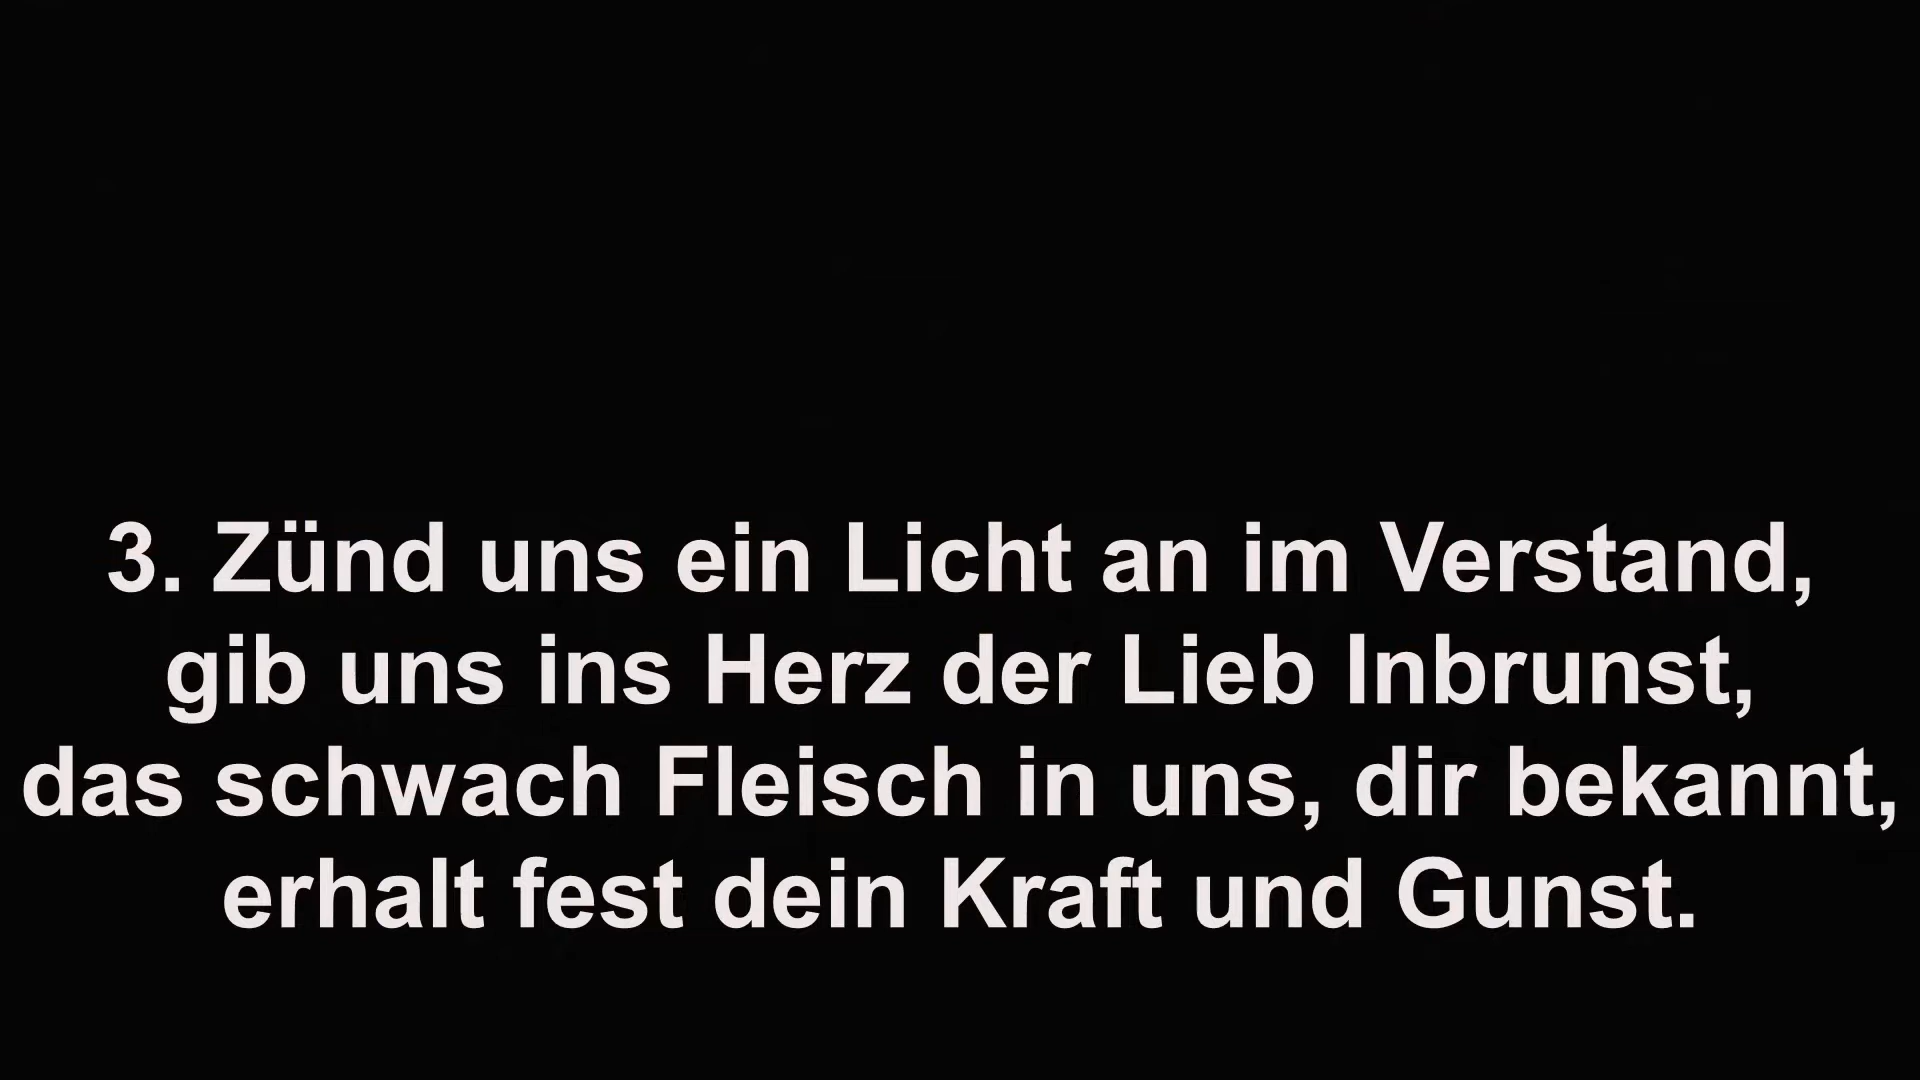 3. Zünd uns ein Licht an im Verstand,
gib uns ins Herz der Lieb Inbrunst,
das schwach Fleisch in uns, dir bekannt,
erhalt fest dein Kraft und Gunst.